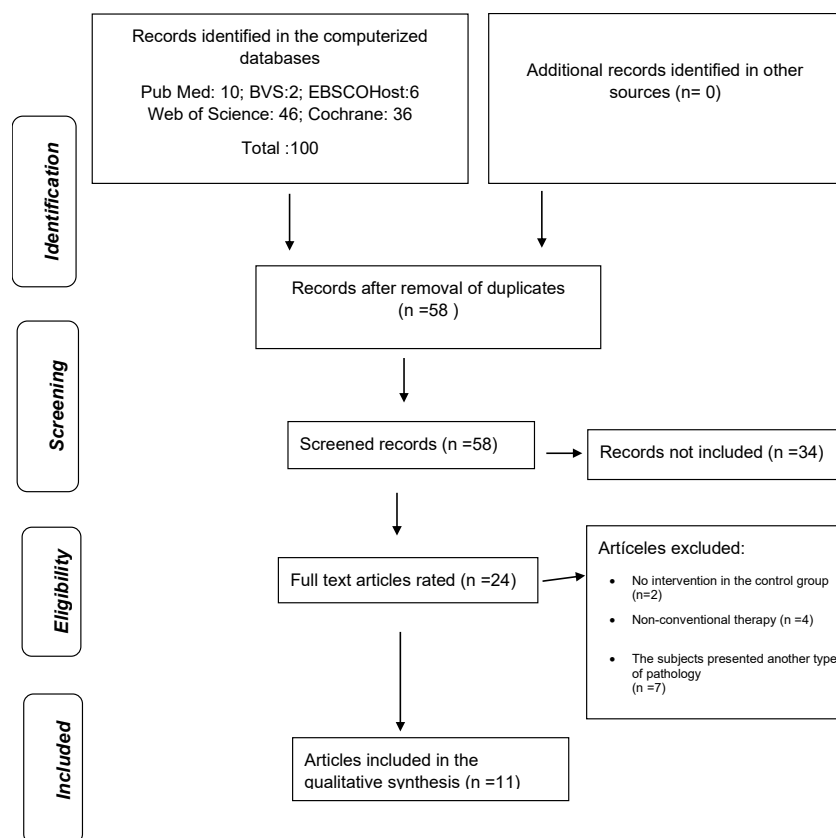 Records identified in the computerized
databases
Pub Med: 10; BVS:2; EBSCOHost:6
Web of Science: 46; Cochrane: 36
Total :100
Additional records identified in other
sources (n= 0)
Identification
Records after removal of duplicates
(n =58 )
Screening
Screened records (n =58)
Records not included (n =34)
Eligibility
Full text articles rated (n =24)
Artíceles excluded:
• No intervention in the control group
(n=2)
• Non-conventional therapy (n =4)
• The subjects presented another type
of pathology
(n =7)
Included
Articles included in the
qualitative synthesis (n =11)